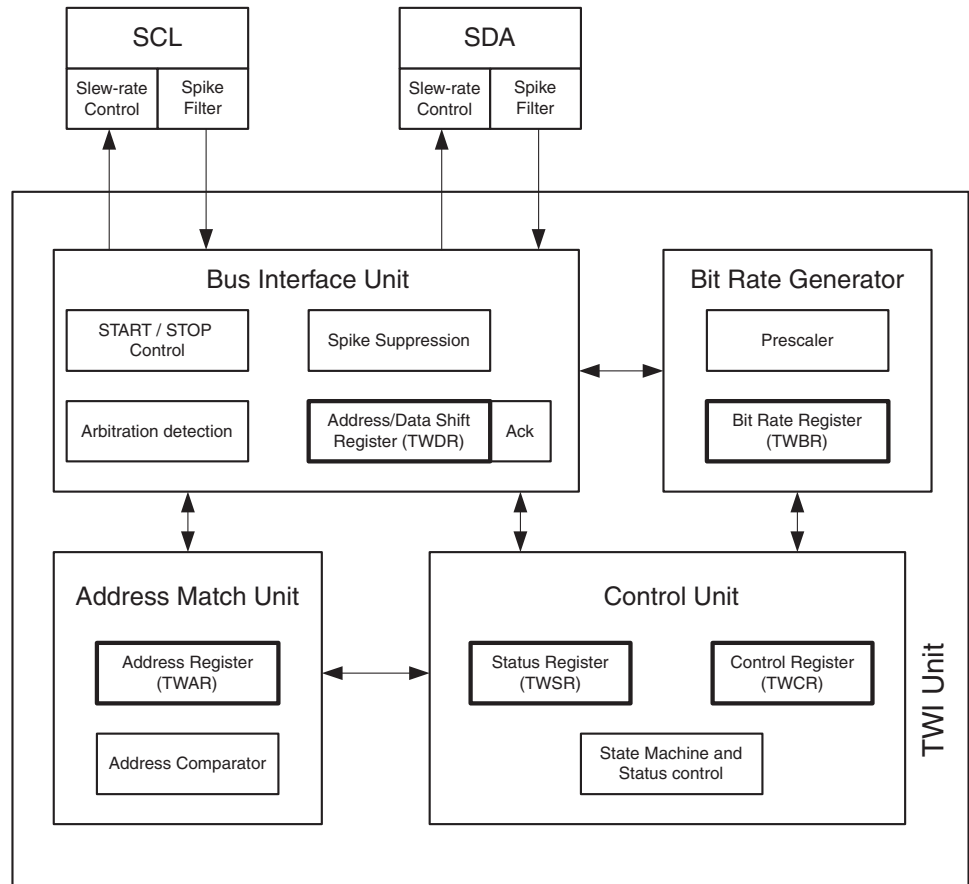 SCL
Slew-rate
Control
Spike
Filter
SDA
Slew-rate
Control
Spike
Filter
Bus Interface Unit
START / STOP
Control
Spike Suppression
Arbitration detection
Address/Data Shift
Register (TWDR)
Ack
Bit Rate Generator
Prescaler
Bit Rate Register
(TWBR)
Address Match Unit
Address Register
(TWAR)
Address Comparator
Control Unit
Status Register
(TWSR)
Control Register
(TWCR)
State Machine and
Status control
TWI Unit